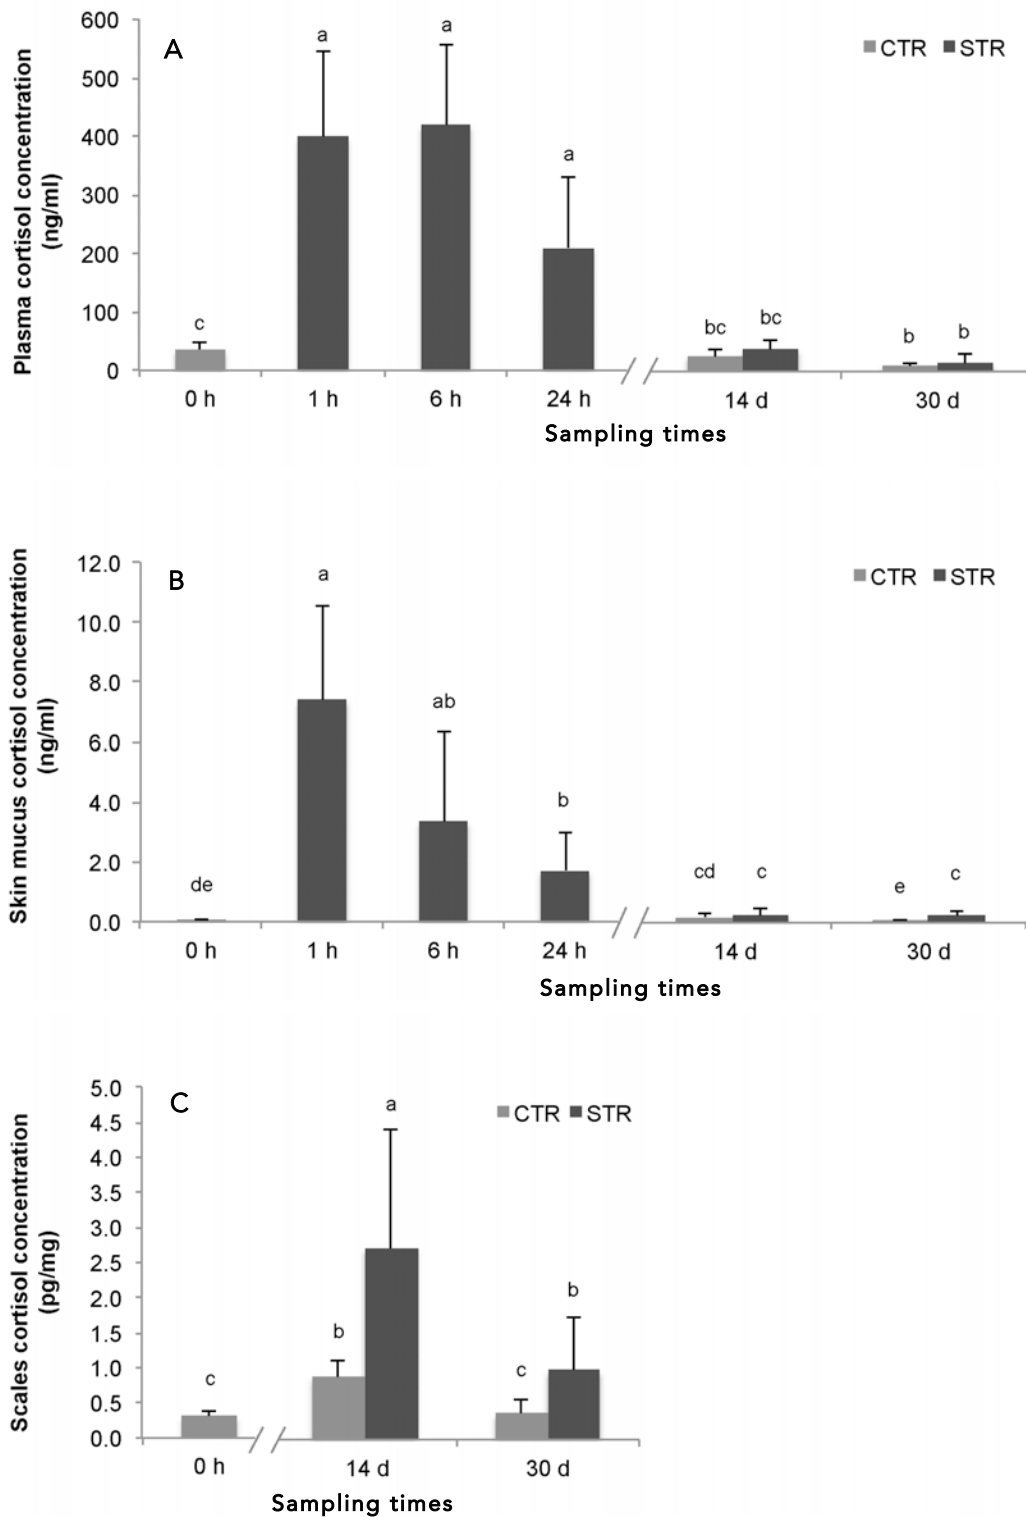 600
A
a
a
CTR STR
500
400
a
300
200
100
c
bc
bc
b
b
0
0 h
1 h
6 h
24 h
14 d
30 d
Plasma cortisol concentration
(ng/ml)
Sampling times
12.0
B
a
CTR STR
10.0
8.0
ab
6.0
4.0
b
2.0
de
cd
c
e
c
0.0
0 h
1 h
6 h
24 h
14 d
30 d
Skin mucus cortisol concentration
(ng/ml)
Sampling times
5.0
C
a
CTR STR
4.5
4.0
3.5
3.0
2.5
2.0
b
1.5
b
1.0
c
c
0.5
0.0
0 h
14 d
30 d
Scales cortisol concentration
(pg/mg)
Sampling times